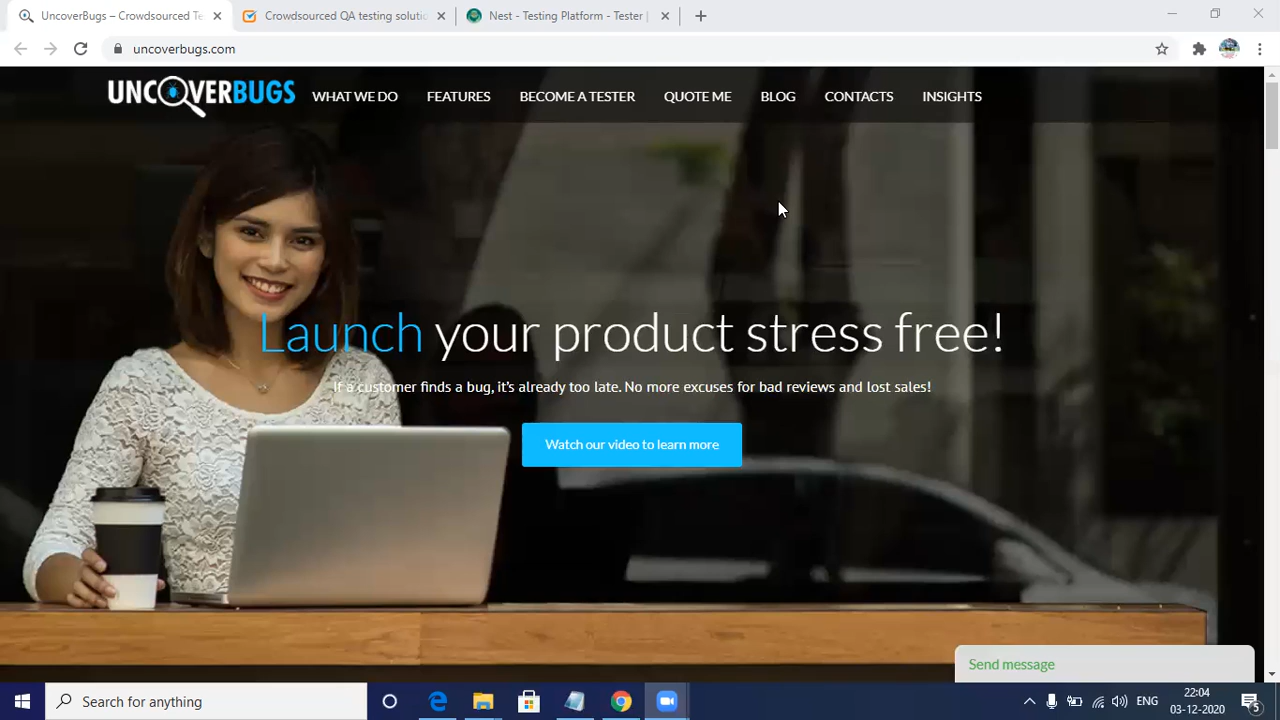 UncoverBugs – Crowdsourced Te
Crowdsourced QA testing solutio
Nest - Testing Platform - Tester |
uncoverbugs.com
UNCOVERBUGS
WHAT WE DO
FEATURES
BECOME A TESTER
QUOTE ME
BLOG
CONTACTS
INSIGHTS
Launch your product stress free!
If a customer finds a bug, it's already too late. No more excuses for bad reviews and lost sales!
Watch our video to learn more
Send message
Search for anything
ENG
22:04
03-12-2020
5